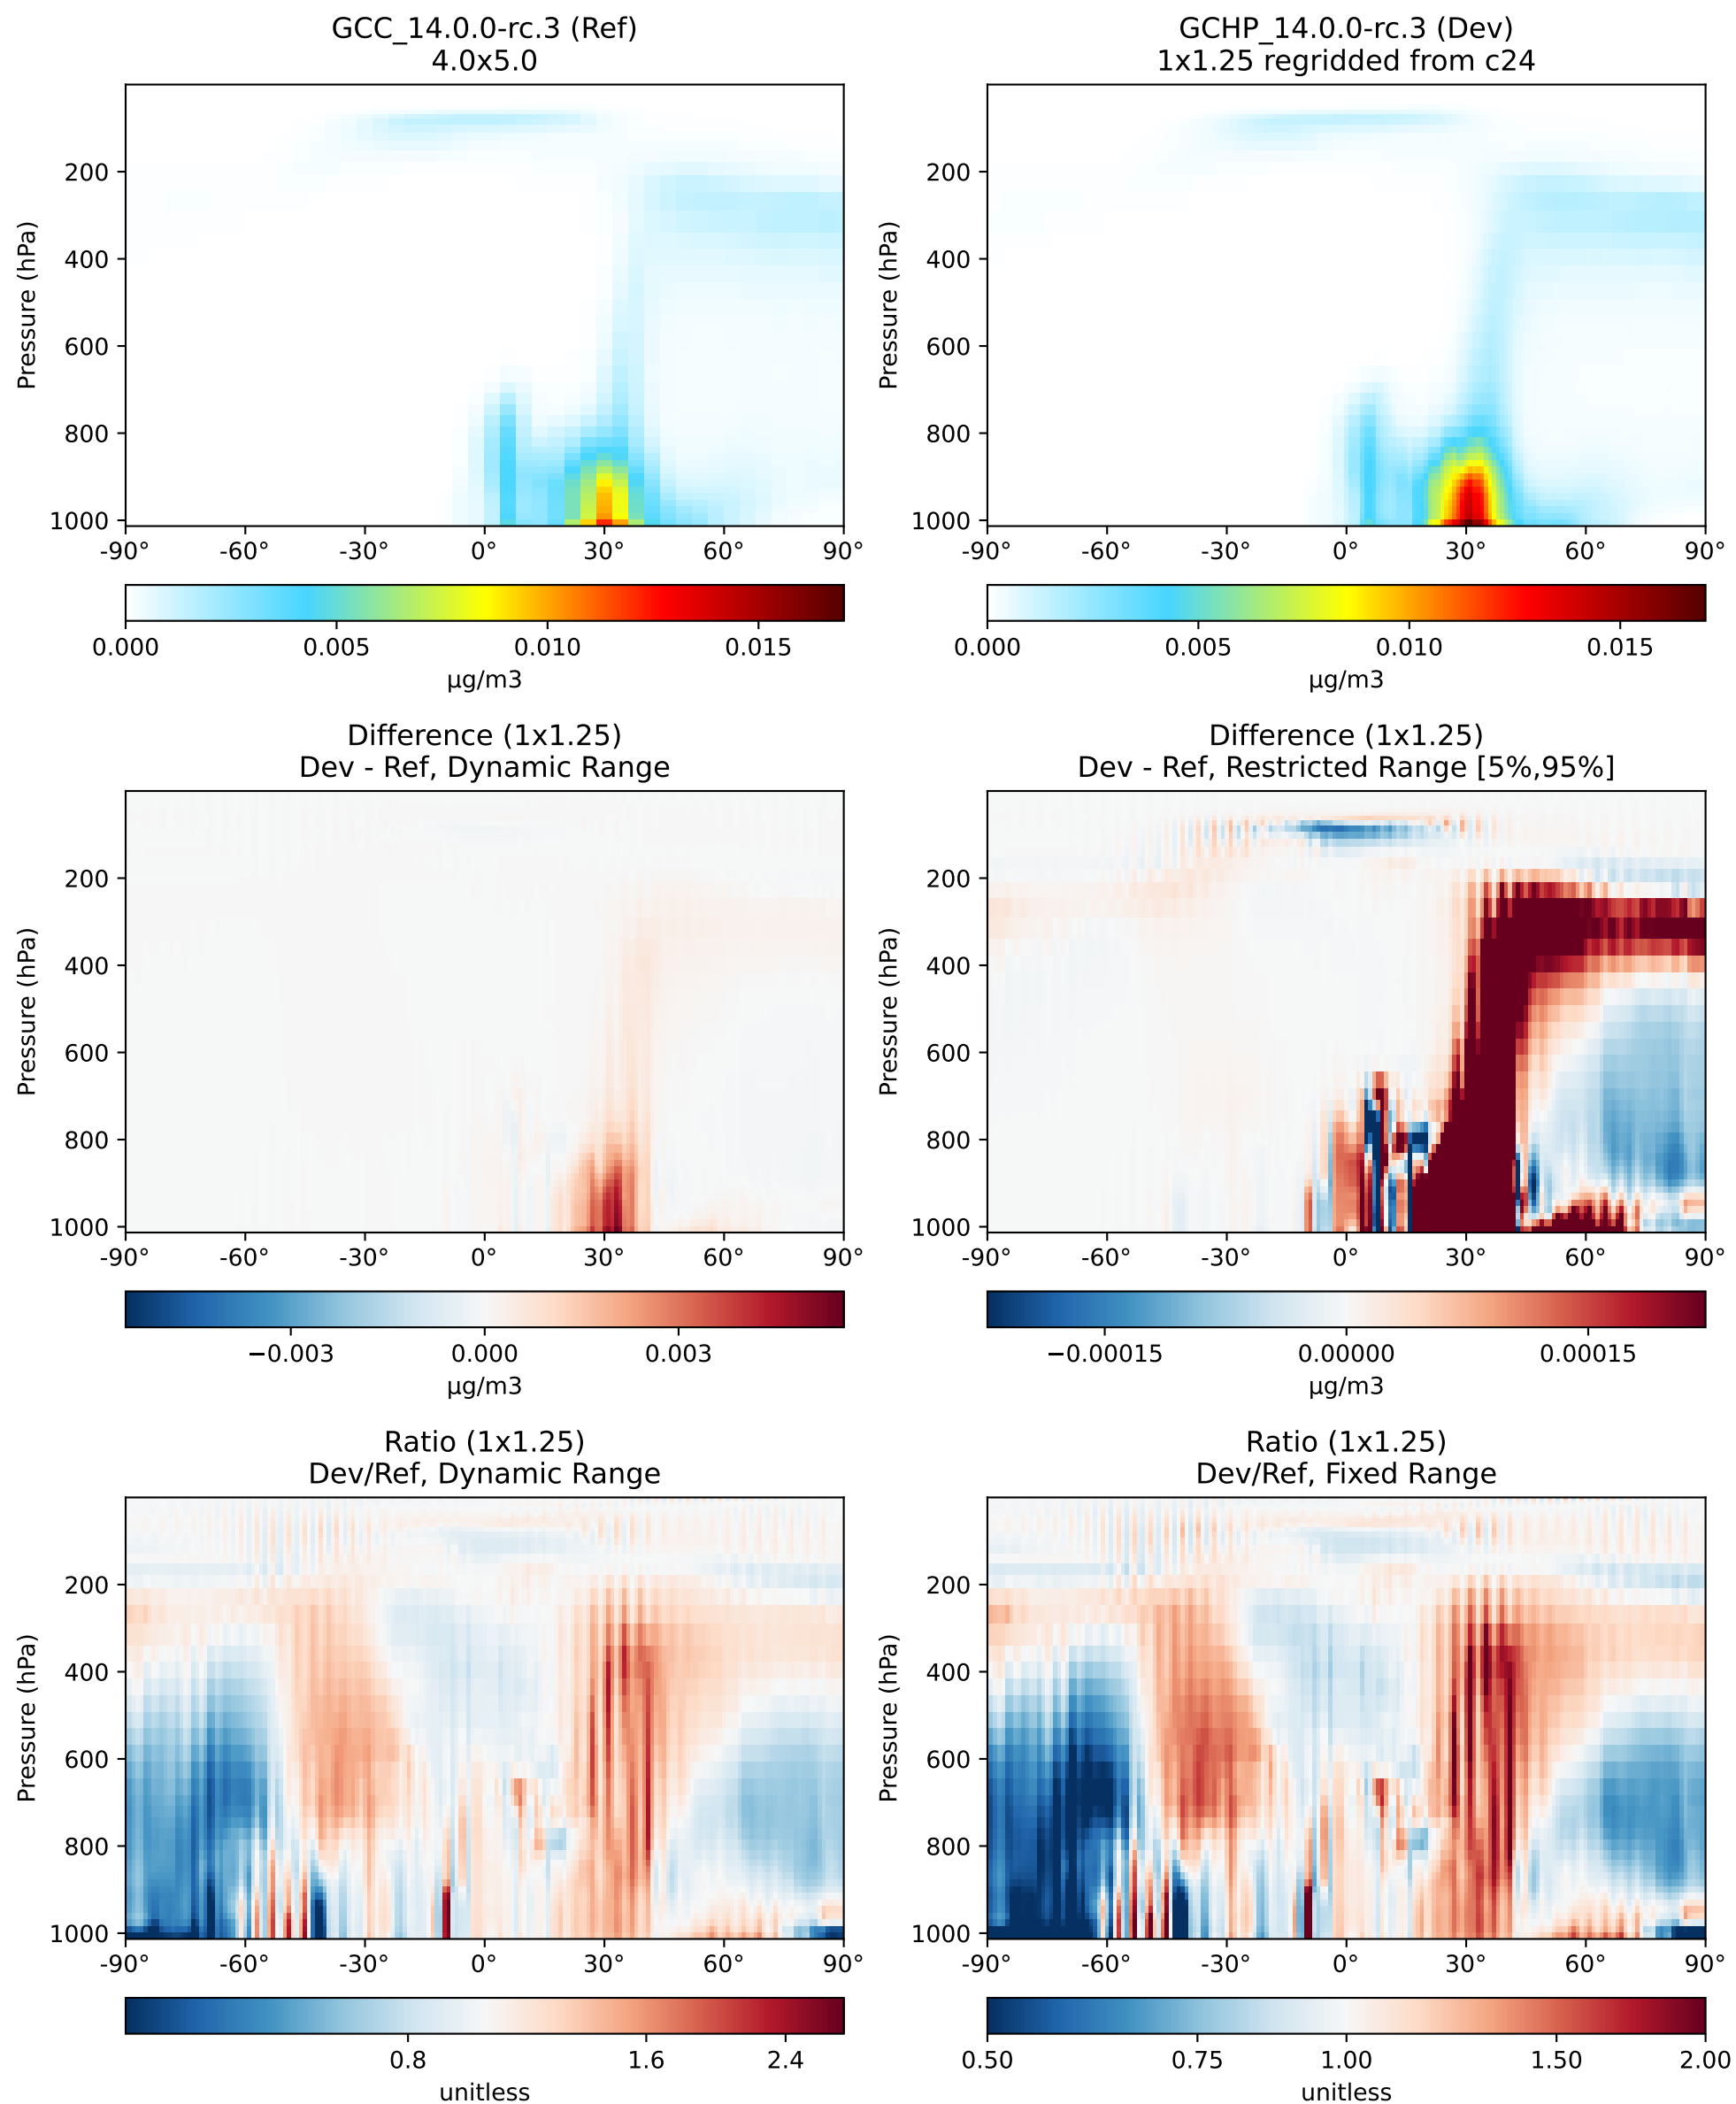 GCC_14.0.0-rc.3 (Ref)
4.0x5.0
Pressure (hPa)
200
400
600
800
1000
-90° -60° -30° 0° 30° 60° 90°
0.000 0.005 0.010 0.015
µg/m3
GCHP_14.0.0-rc.3 (Dev)
1x1.25 regridded from c24
Pressure (hPa)
200
400
600
800
1000
-90° -60° -30° 0° 30° 60° 90°
0.000 0.005 0.010 0.015
µg/m3
Difference (1x1.25)
Dev - Ref, Dynamic Range
Pressure (hPa)
200
400
600
800
1000
-90° -60° -30° 0° 30° 60° 90°
−0.003 0.000 0.003
µg/m3
Difference (1x1.25)
Dev - Ref, Restricted Range [5%,95%]
Pressure (hPa)
200
400
600
800
1000
-90° -60° -30° 0° 30° 60° 90°
−0.00015 0.00000 0.00015
µg/m3
Ratio (1x1.25)
Dev/Ref, Dynamic Range
Pressure (hPa)
200
400
600
800
1000
-90° -60° -30° 0° 30° 60° 90°
0.8 1.6 2.4
unitless
Ratio (1x1.25)
Dev/Ref, Fixed Range
Pressure (hPa)
200
400
600
800
1000
-90° -60° -30° 0° 30° 60° 90°
0.50 0.75 1.00 1.50 2.00
unitless